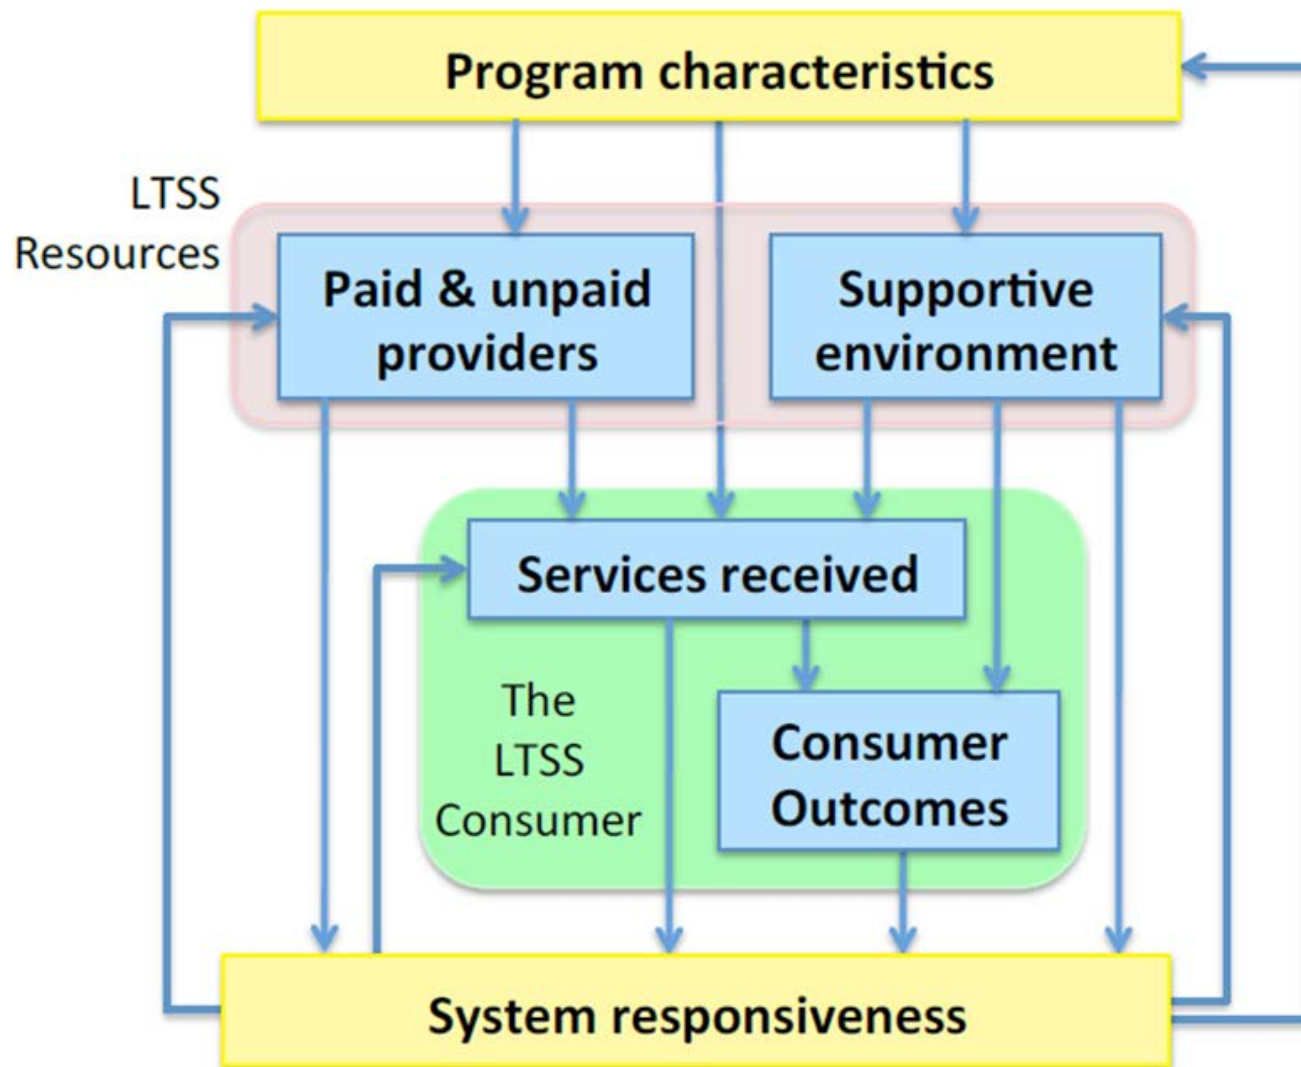 Program characteristics
LTSS
Resources
Paid & unpaid
providers
Supportive
environment
Services received
The
LTSS
Consumer
Consumer
Outcomes
System responsiveness